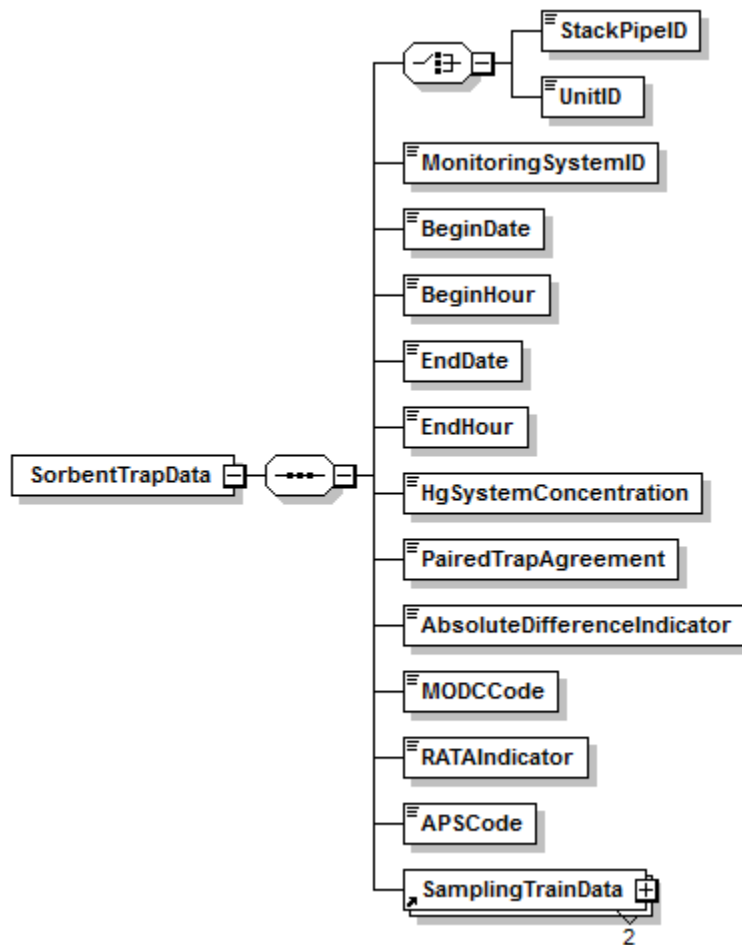 StackPipeID
UnitID
MonitoringSystemID
BeginDate
BeginHour
EndDate
EndHour
SorbentTrapData
HgSystemConcentration
PairedTrapAgreement
AbsoluteDifferenceIndicator
MODCCode
RATAIndicator
APSCode
SamplingTrainData
2